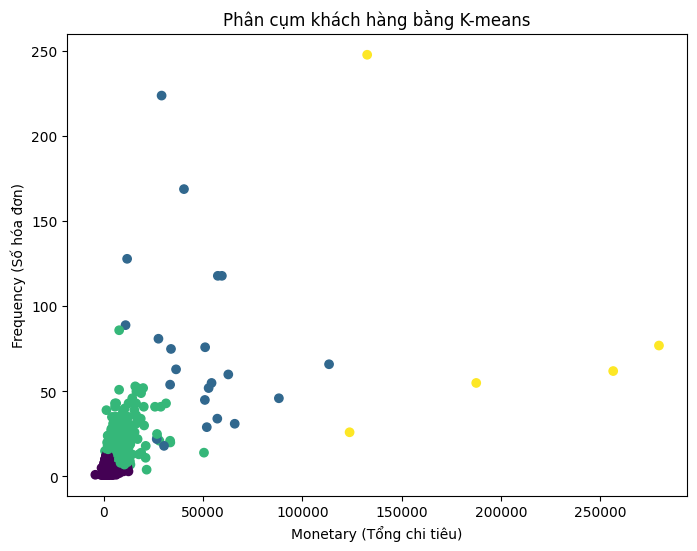 Phân cụm khách hàng bằng K-means
Frequency (Số hóa đơn)
250
200
150
100
50
0
0 50000 100000 150000 200000 250000
Monetary (Tổng chi tiêu)